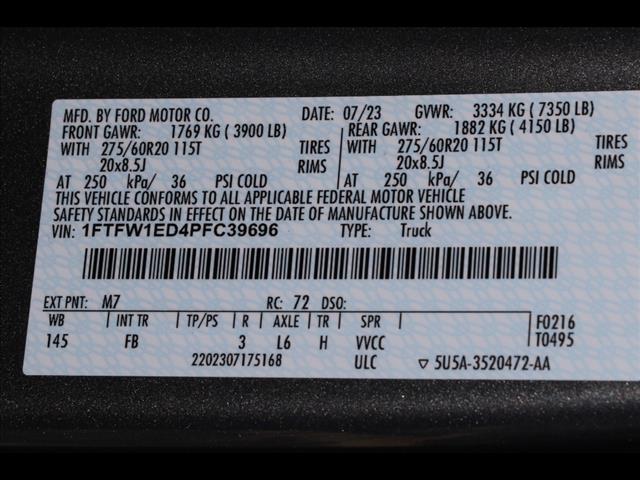 MFD. BY FORD MOTOR CO. DATE: 07/23 GVWR: 3334 KG ( 7350 LB)
FRONT GAWR: 1769 KG ( 3900 LB) REAR GAWR: 1882 KG ( 4150 LB)
WITH 275/60R20 115T TIRES WITH 275/60R20 115T TIRES
20x8.5J RIMS 20x8.5J RIMS
AT 250 kPa/ 36 PSI COLD AT 250 kPa/ 36 PSI COLD
THIS VEHICLE CONFORMS TO ALL APPLICABLE FEDERAL MOTOR VEHICLE
SAFETY STANDARDS IN EFFECT ON THE DATE OF MANUFACTURE SHOWN ABOVE.
VIN: 1FTFW1ED4PFC39696 TYPE: Truck
EXT PNT: M7 RC: 72 DSO:
WB INT TR TP/PS R AXLE TR SPR F0216
145 FB 3 L6 H VVCC T0495
2202307175168 ULC ▽ 5U5A-3520472-AA